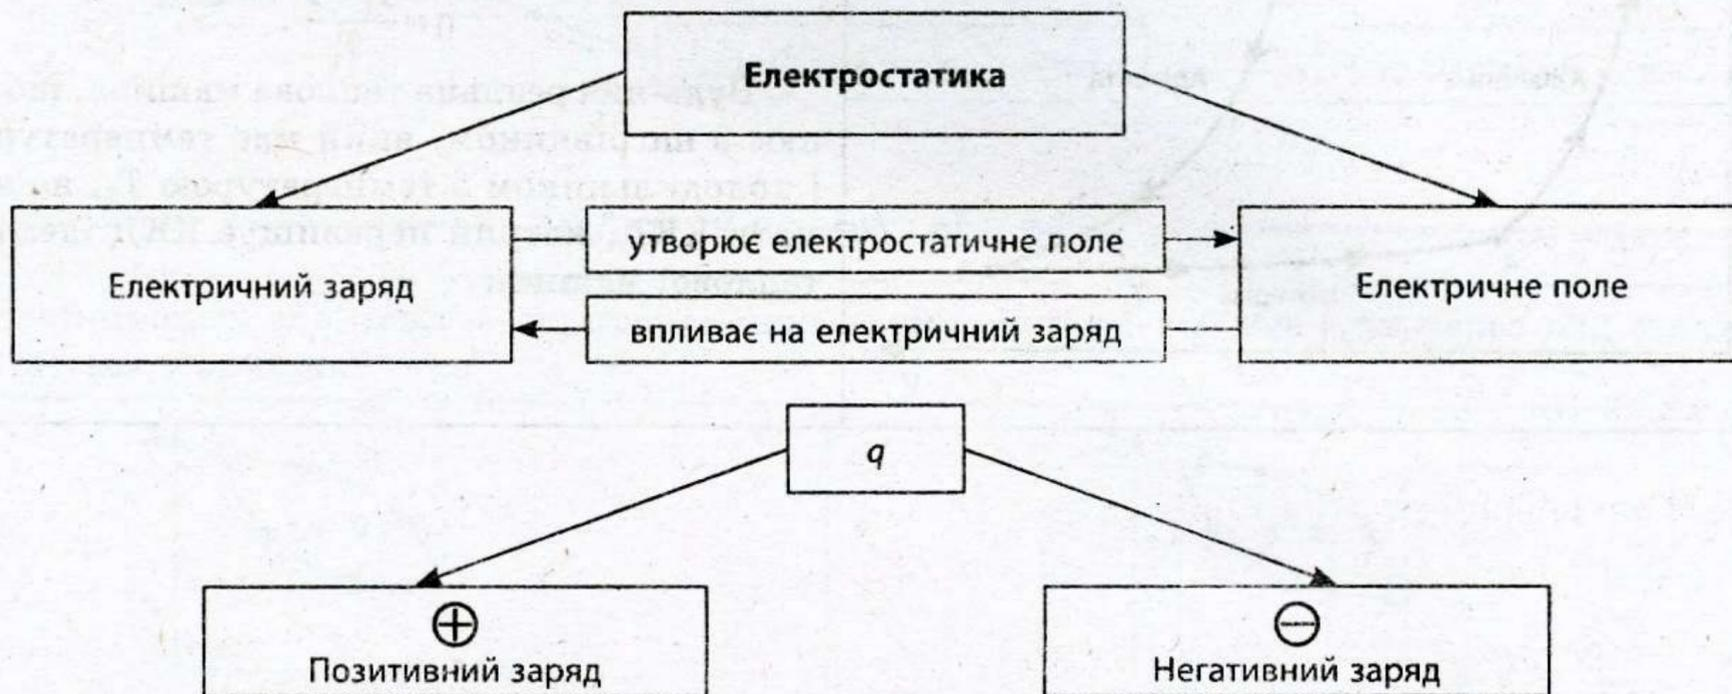 Електростатика
Електричний заряд
утворює електростатичне поле
впливає на електричний заряд
Електричне поле
q
⊕
Позитивний заряд
⊖
Негативний заряд